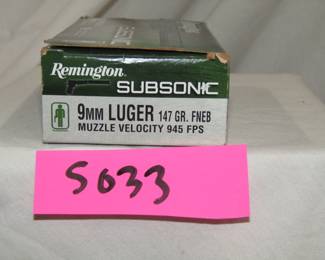 Remington
SUBSONIC
9MM LUGER 147 GR. FNEB
MUZZLE VELOCITY 945 FPS
5033